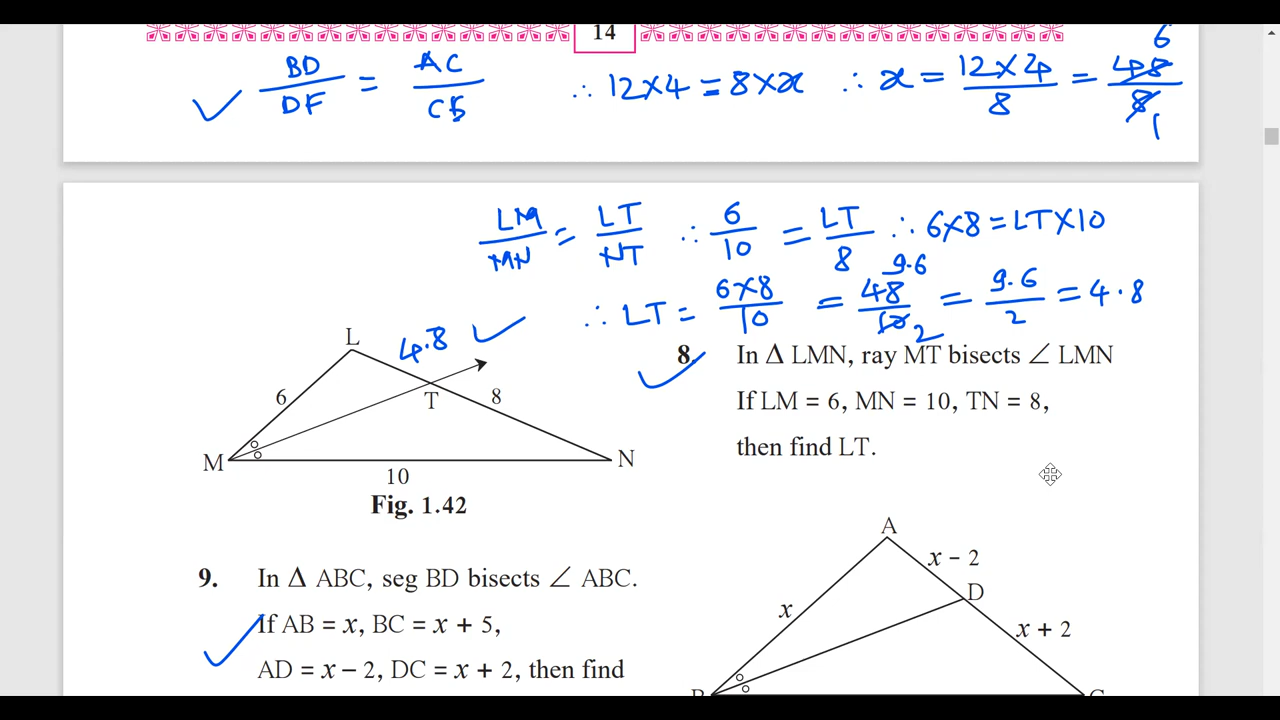 14
BD/DF = AC/CE ∴ 12×4 = 8×x ∴ x = 12×4/8 = 48/8 6 1
LM/MN = LT/NT ∴ 6/10 = LT/8 ∴ 6×8 = LT×10
∴ LT = 6×8/10 = 48/10 9.6 2 = 9.6/2 = 4.8
L 4.8
6 T 8
M 10 N
Fig. 1.42
8. In Δ LMN, ray MT bisects ∠ LMN
If LM = 6, MN = 10, TN = 8,
then find LT.
9. In Δ ABC, seg BD bisects ∠ ABC.
If AB = x, BC = x + 5,
AD = x – 2, DC = x + 2, then find
A
x – 2
D
x
x + 2